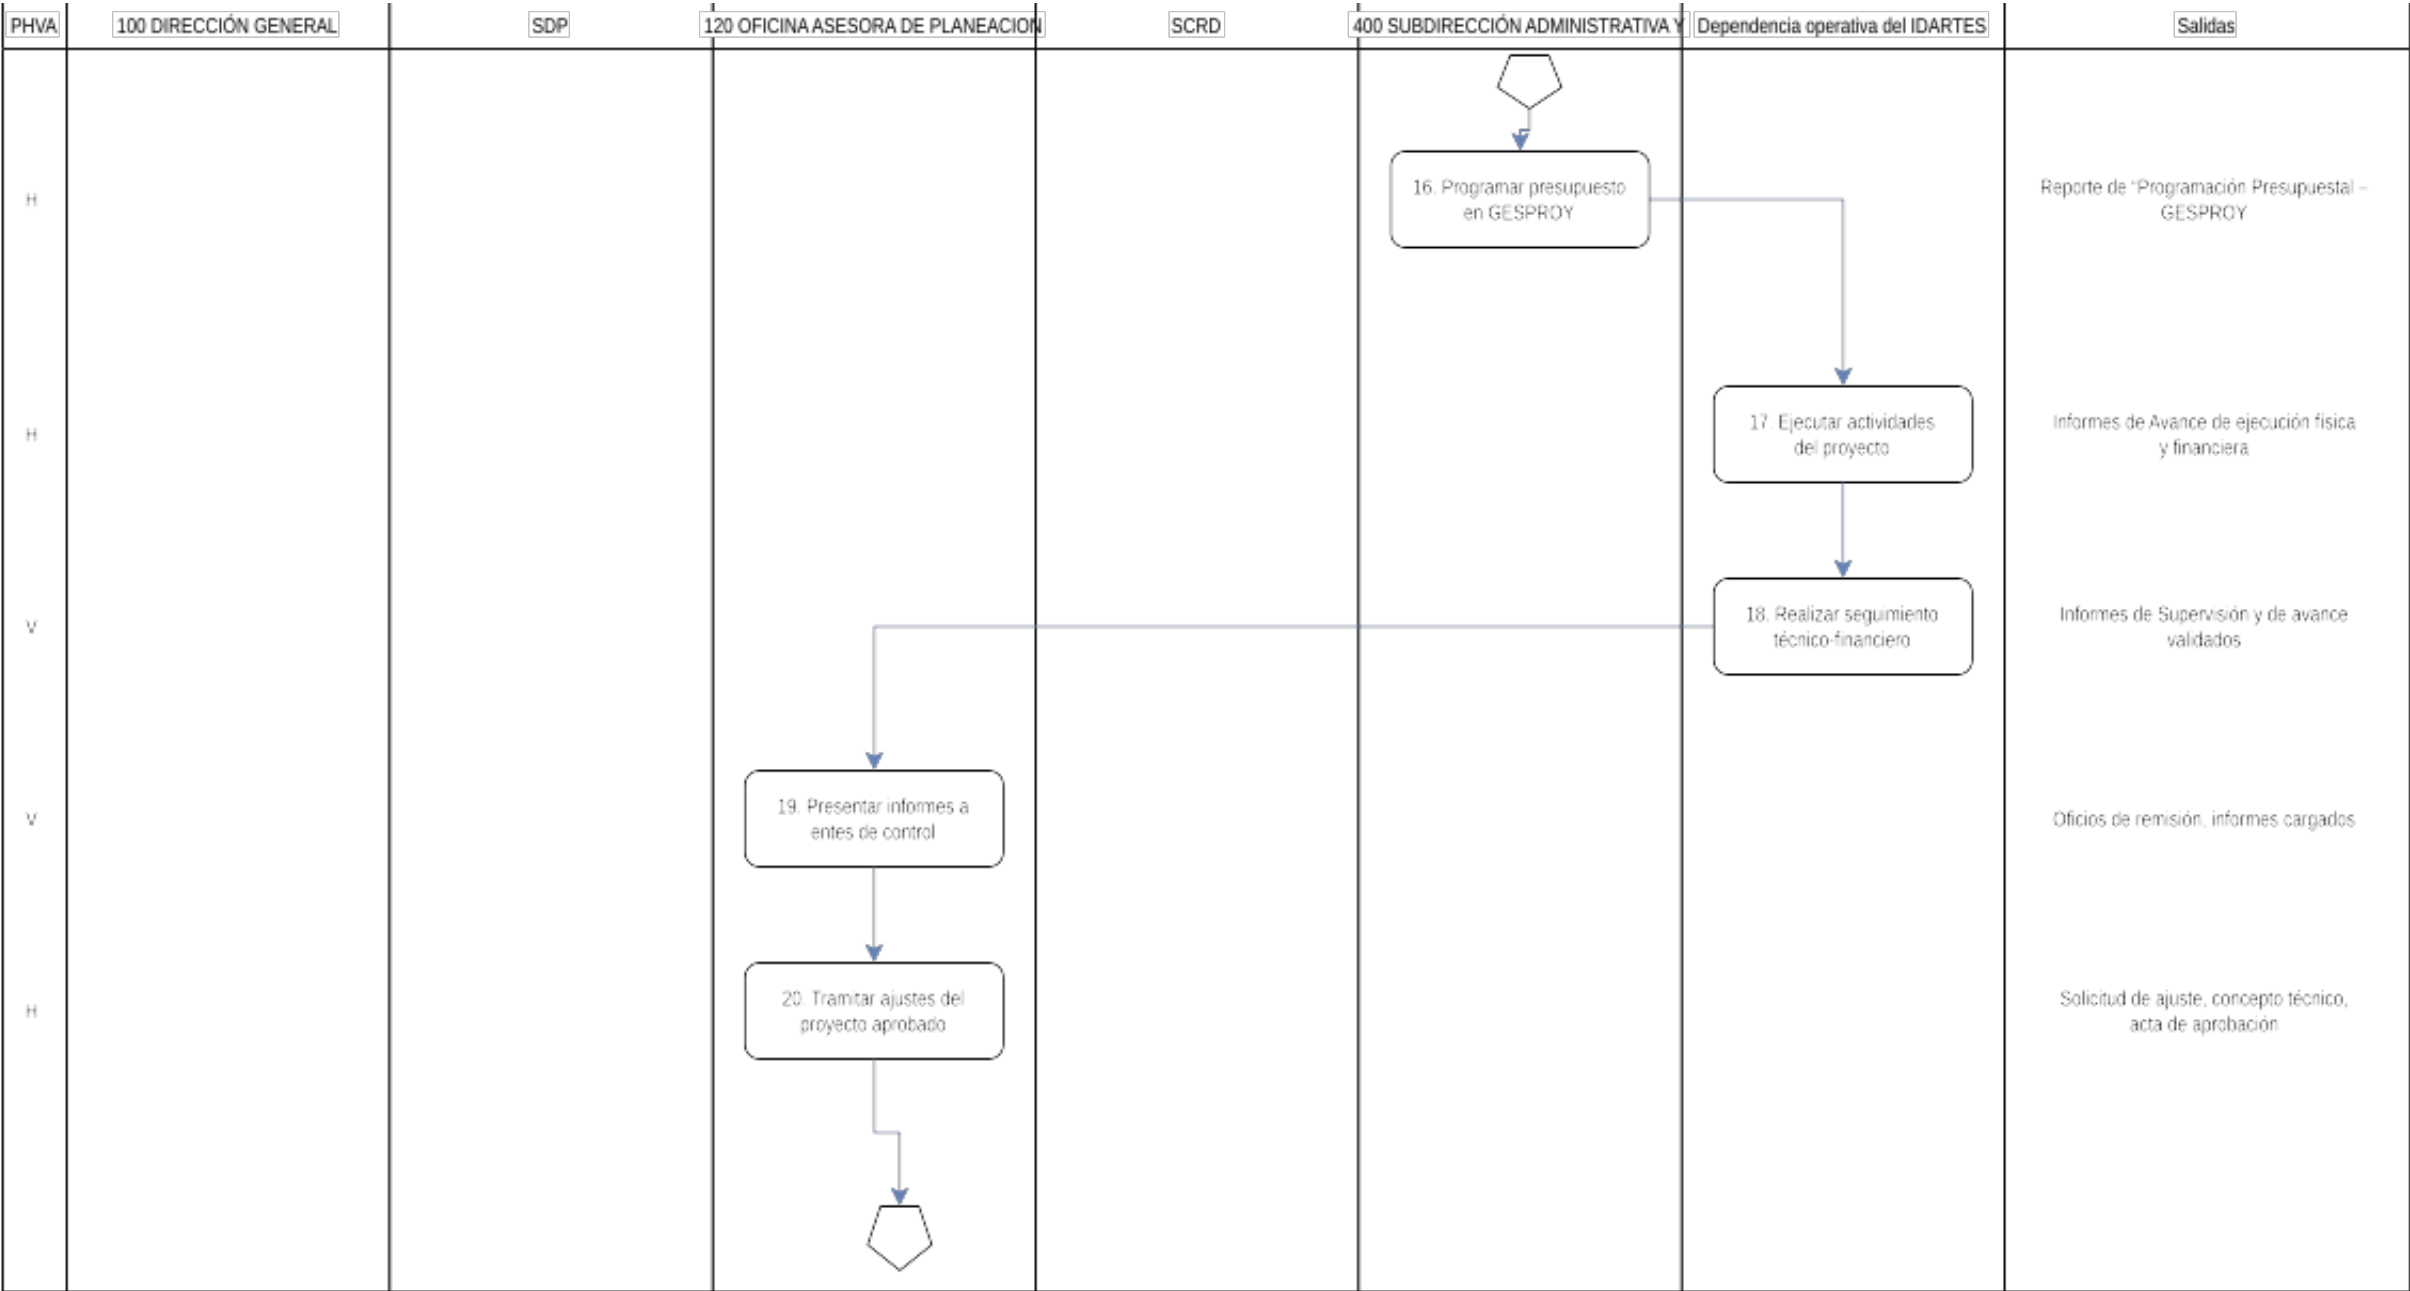 PHVA
100 DIRECCIÓN GENERAL
SDP
120 OFICINA ASESORA DE PLANEACION
SCRD
400 SUBDIRECCIÓN ADMINISTRATIVA Y
Dependencia operativa del IDARTES
Salidas
H
16. Programar presupuesto
en GESPROY
Reporte de "Programación Presupuestal –
GESPROY
H
17. Ejecutar actividades
del proyecto
Informes de Avance de ejecución física
y financiera
V
18. Realizar seguimiento
técnico-financiero
Informes de Supervisión y de avance
validados
V
19. Presentar informes a
entes de control
Oficios de remisión, informes cargados
H
20. Tramitar ajustes del
proyecto aprobado
Solicitud de ajuste, concepto técnico,
acta de aprobación